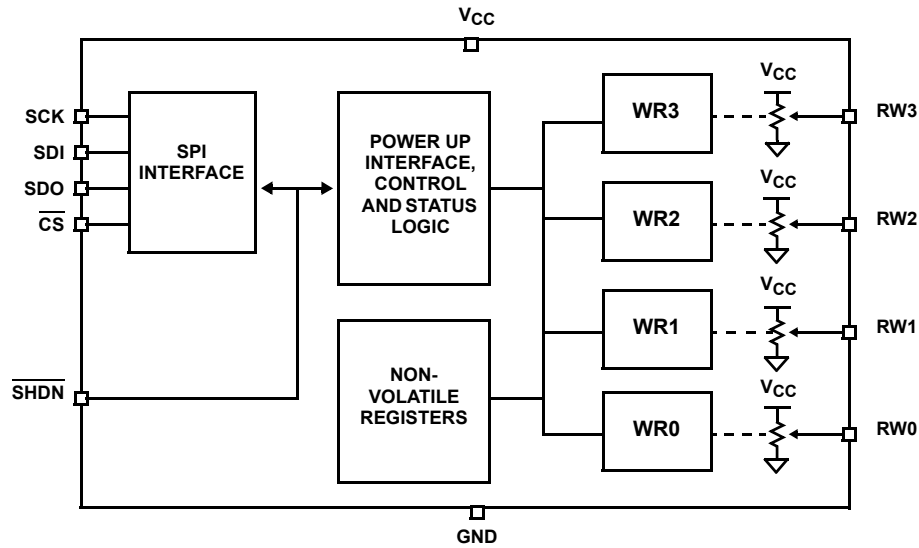 VCC
SCK
SDI
SDO
CS
SHDN
SPI
INTERFACE
POWER UP
INTERFACE,
CONTROL
AND STATUS
LOGIC
NON-
VOLATILE
REGISTERS
WR3
VCC
RW3
WR2
VCC
RW2
WR1
VCC
RW1
WR0
VCC
RW0
GND